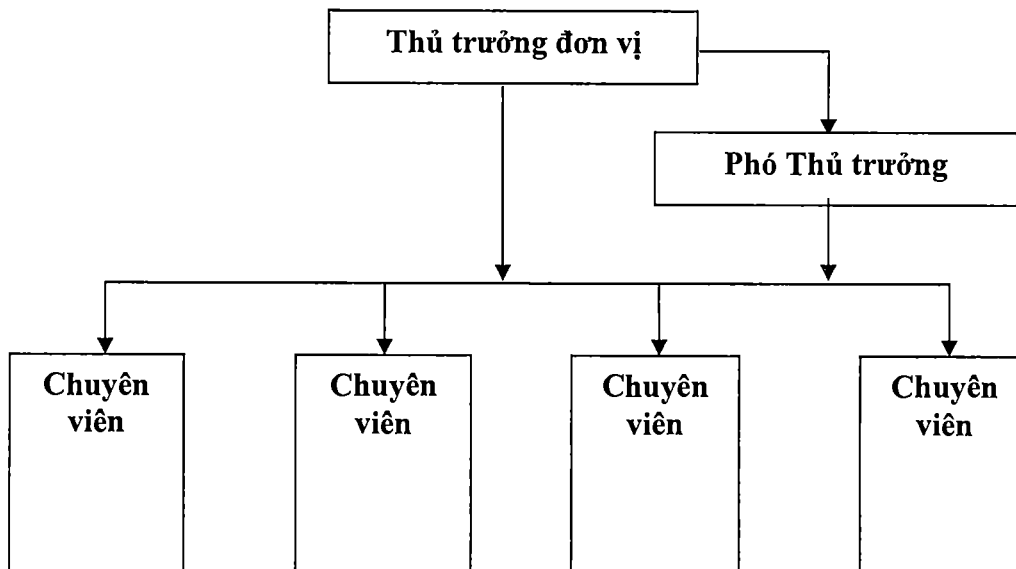 Thủ trưởng đơn vị
Phó Thủ trưởng
Chuyên
viên
Chuyên
viên
Chuyên
viên
Chuyên
viên